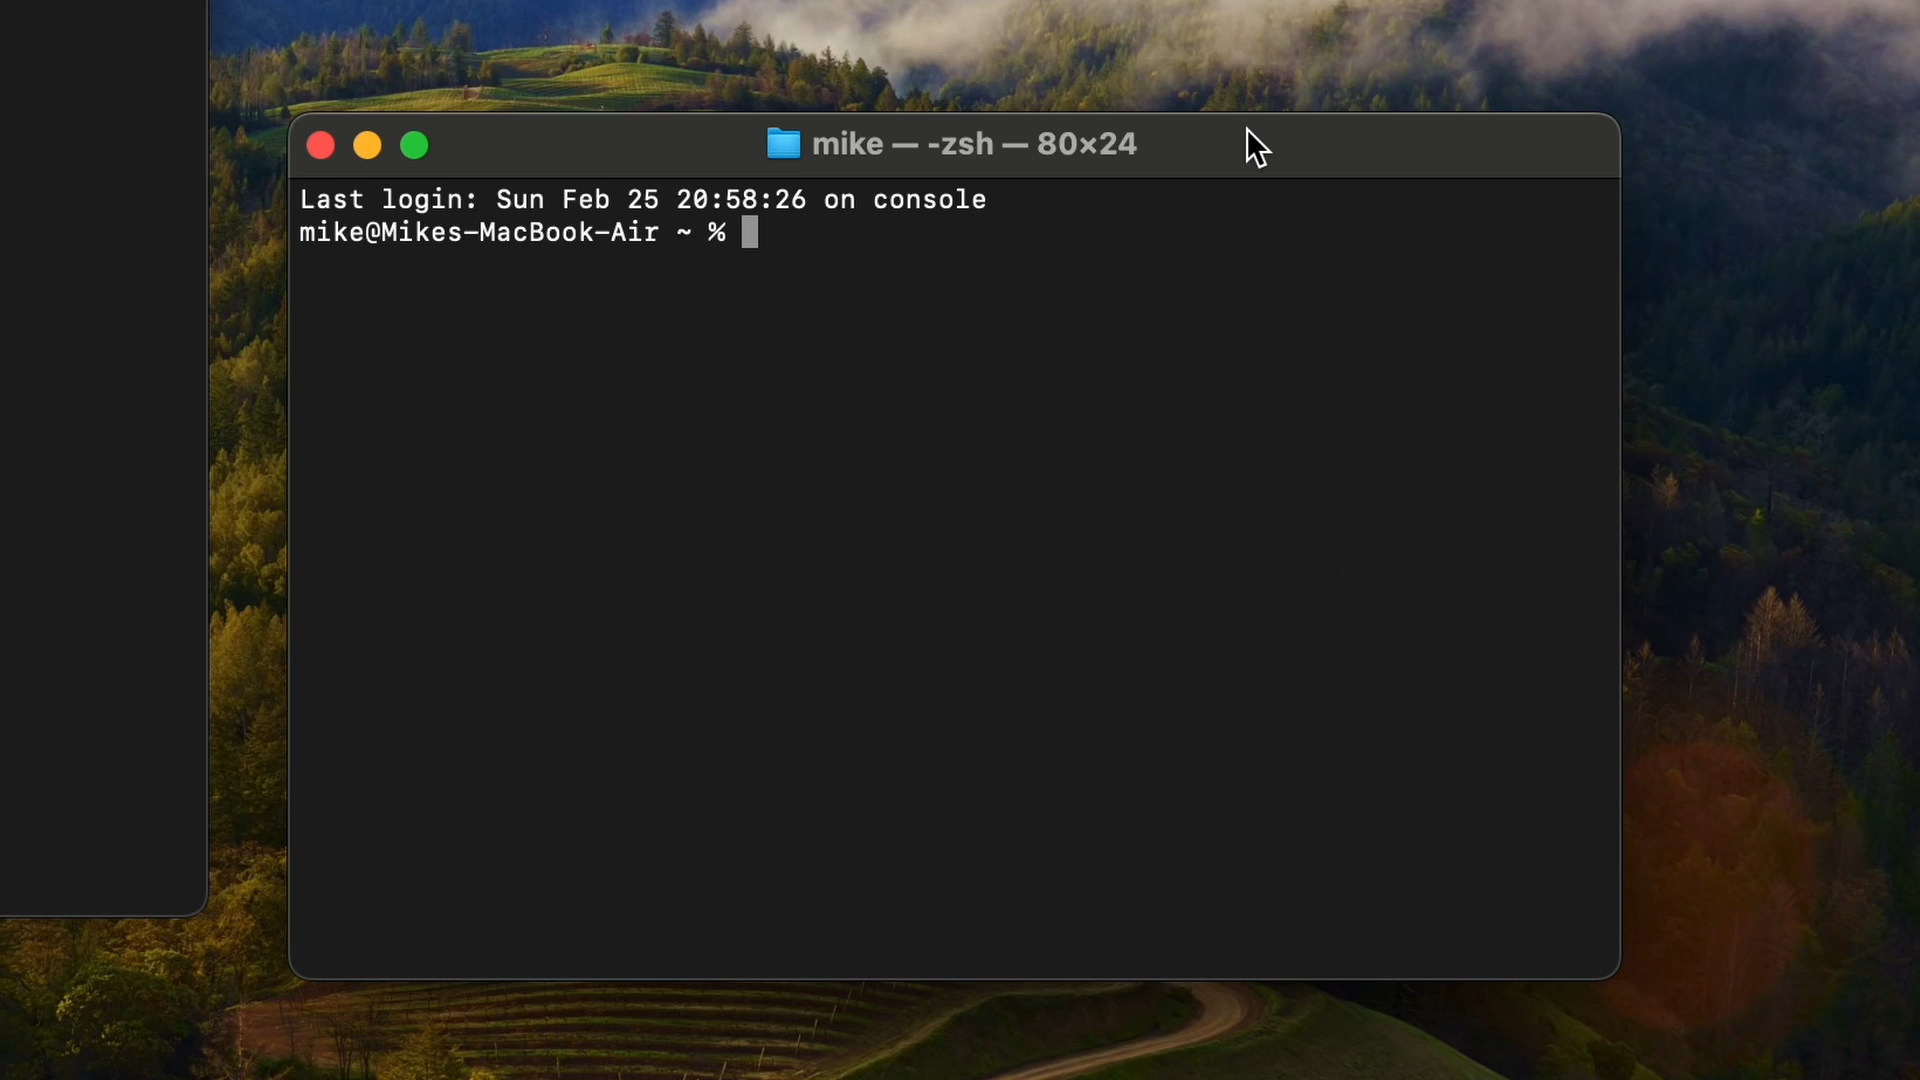 mike — -zsh — 80×24
Last login: Sun Feb 25 20:58:26 on console
mike@Mikes-MacBook-Air ~ %